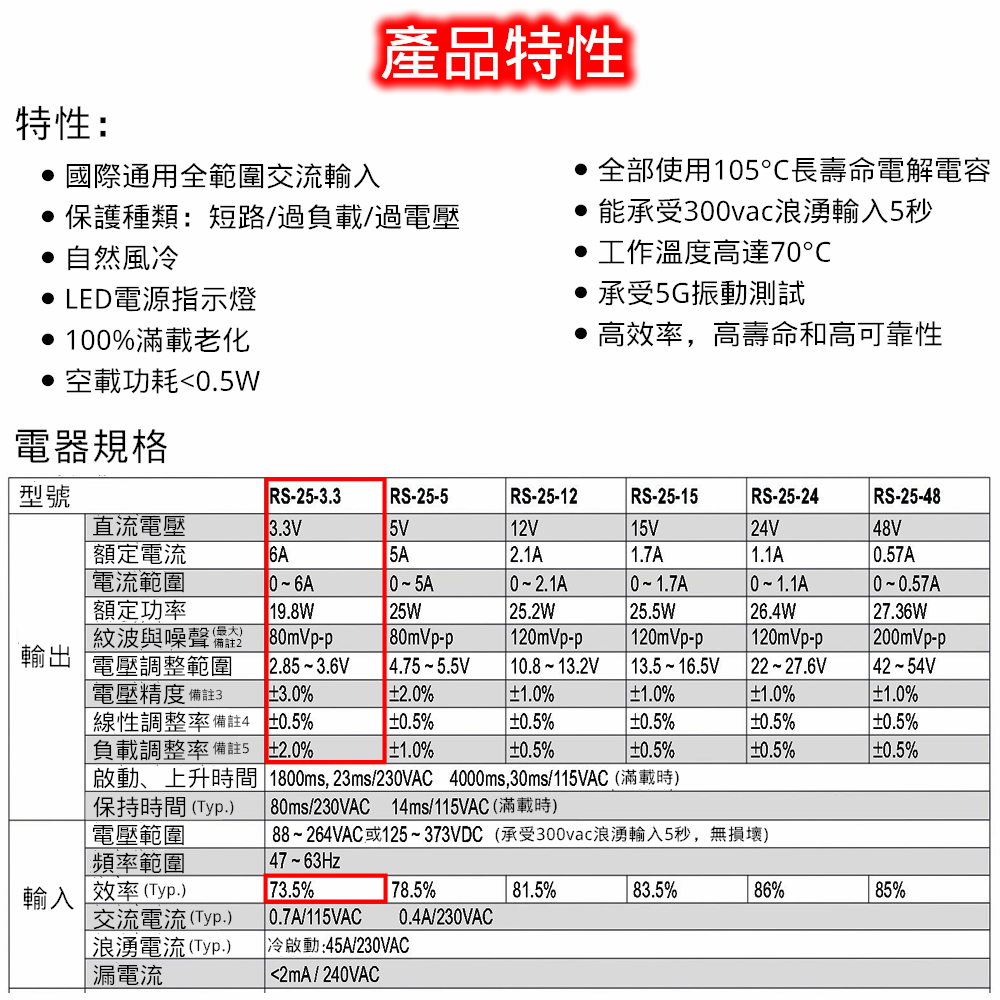 產品特性
特性：
• 國際通用全範圍交流輸入
• 保護種類：短路/過負載/過電壓
• 自然風冷
• LED電源指示燈
• 100%滿載老化
• 空載功耗<0.5W
• 全部使用105°C長壽命電解電容
• 能承受300vac浪湧輸入5秒
• 工作溫度高達70°C
• 承受5G振動測試
• 高效率，高壽命和高可靠性
電器規格
型號 RS-25-3.3 RS-25-5 RS-25-12 RS-25-15 RS-25-24 RS-25-48
輸出
直流電壓 3.3V 5V 12V 15V 24V 48V
額定電流 6A 5A 2.1A 1.7A 1.1A 0.57A
電流範圍 0~6A 0~5A 0~2.1A 0~1.7A 0~1.1A 0~0.57A
額定功率 19.8W 25W 25.2W 25.5W 26.4W 27.36W
紋波與噪聲(最大)備註2 80mVp-p 80mVp-p 120mVp-p 120mVp-p 120mVp-p 200mVp-p
電壓調整範圍 2.85~3.6V 4.75~5.5V 10.8~13.2V 13.5~16.5V 22~27.6V 42~54V
電壓精度 備註3 ±3.0% ±2.0% ±1.0% ±1.0% ±1.0% ±1.0%
線性調整率 備註4 ±0.5% ±0.5% ±0.5% ±0.5% ±0.5% ±0.5%
負載調整率 備註5 ±2.0% ±1.0% ±0.5% ±0.5% ±0.5% ±0.5%
啟動、上升時間 1800ms, 23ms/230VAC 4000ms,30ms/115VAC (滿載時)
保持時間 (Typ.) 80ms/230VAC 14ms/115VAC (滿載時)
輸入
電壓範圍 88~264VAC或125~373VDC (承受300vac浪湧輸入5秒，無損壞)
頻率範圍 47~63Hz
效率 (Typ.) 73.5% 78.5% 81.5% 83.5% 86% 85%
交流電流 (Typ.) 0.7A/115VAC 0.4A/230VAC
浪湧電流 (Typ.) 冷啟動:45A/230VAC
漏電流 <2mA / 240VAC